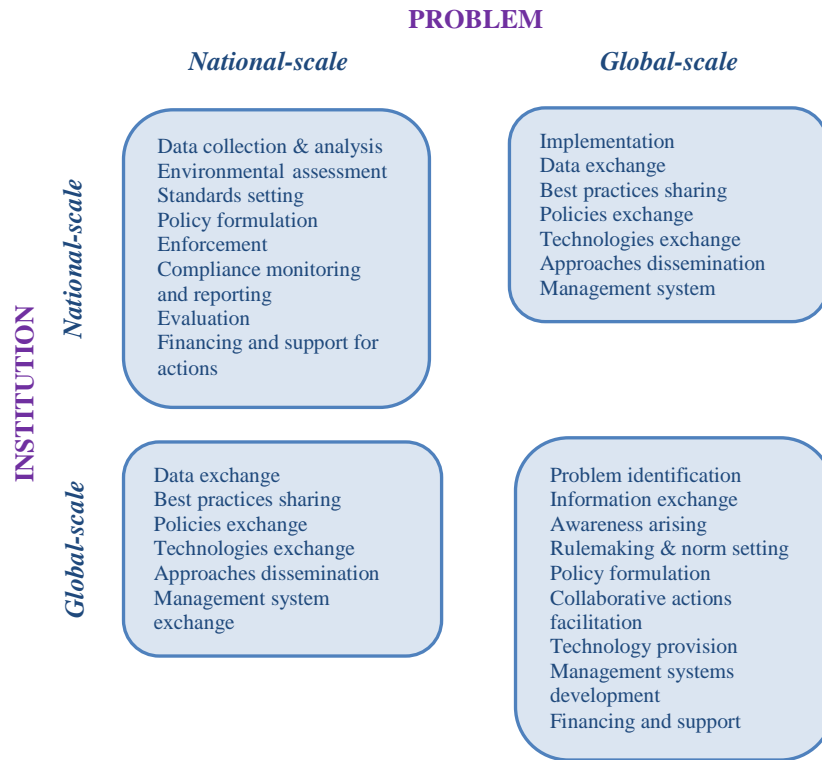 PROBLEM
National-scale
Global-scale
INSTITUTION
National-scale
Data collection & analysis
Environmental assessment
Standards setting
Policy formulation
Enforcement
Compliance monitoring
and reporting
Evaluation
Financing and support for
actions
Implementation
Data exchange
Best practices sharing
Policies exchange
Technologies exchange
Approaches dissemination
Management system
Global-scale
Data exchange
Best practices sharing
Policies exchange
Technologies exchange
Approaches dissemination
Management system
exchange
Problem identification
Information exchange
Awareness arising
Rulemaking & norm setting
Policy formulation
Collaborative actions
facilitation
Technology provision
Management systems
development
Financing and support